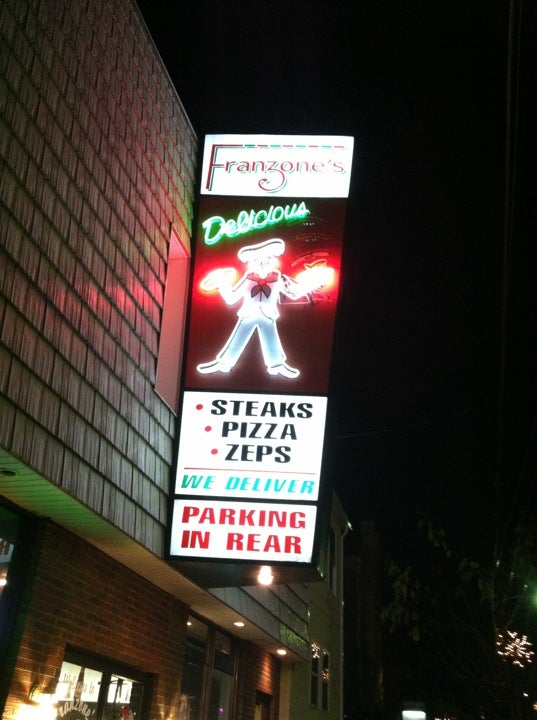 Franzone's
Delicious
• STEAKS
• PIZZA
• ZEPS
WE DELIVER
PARKING
IN REAR